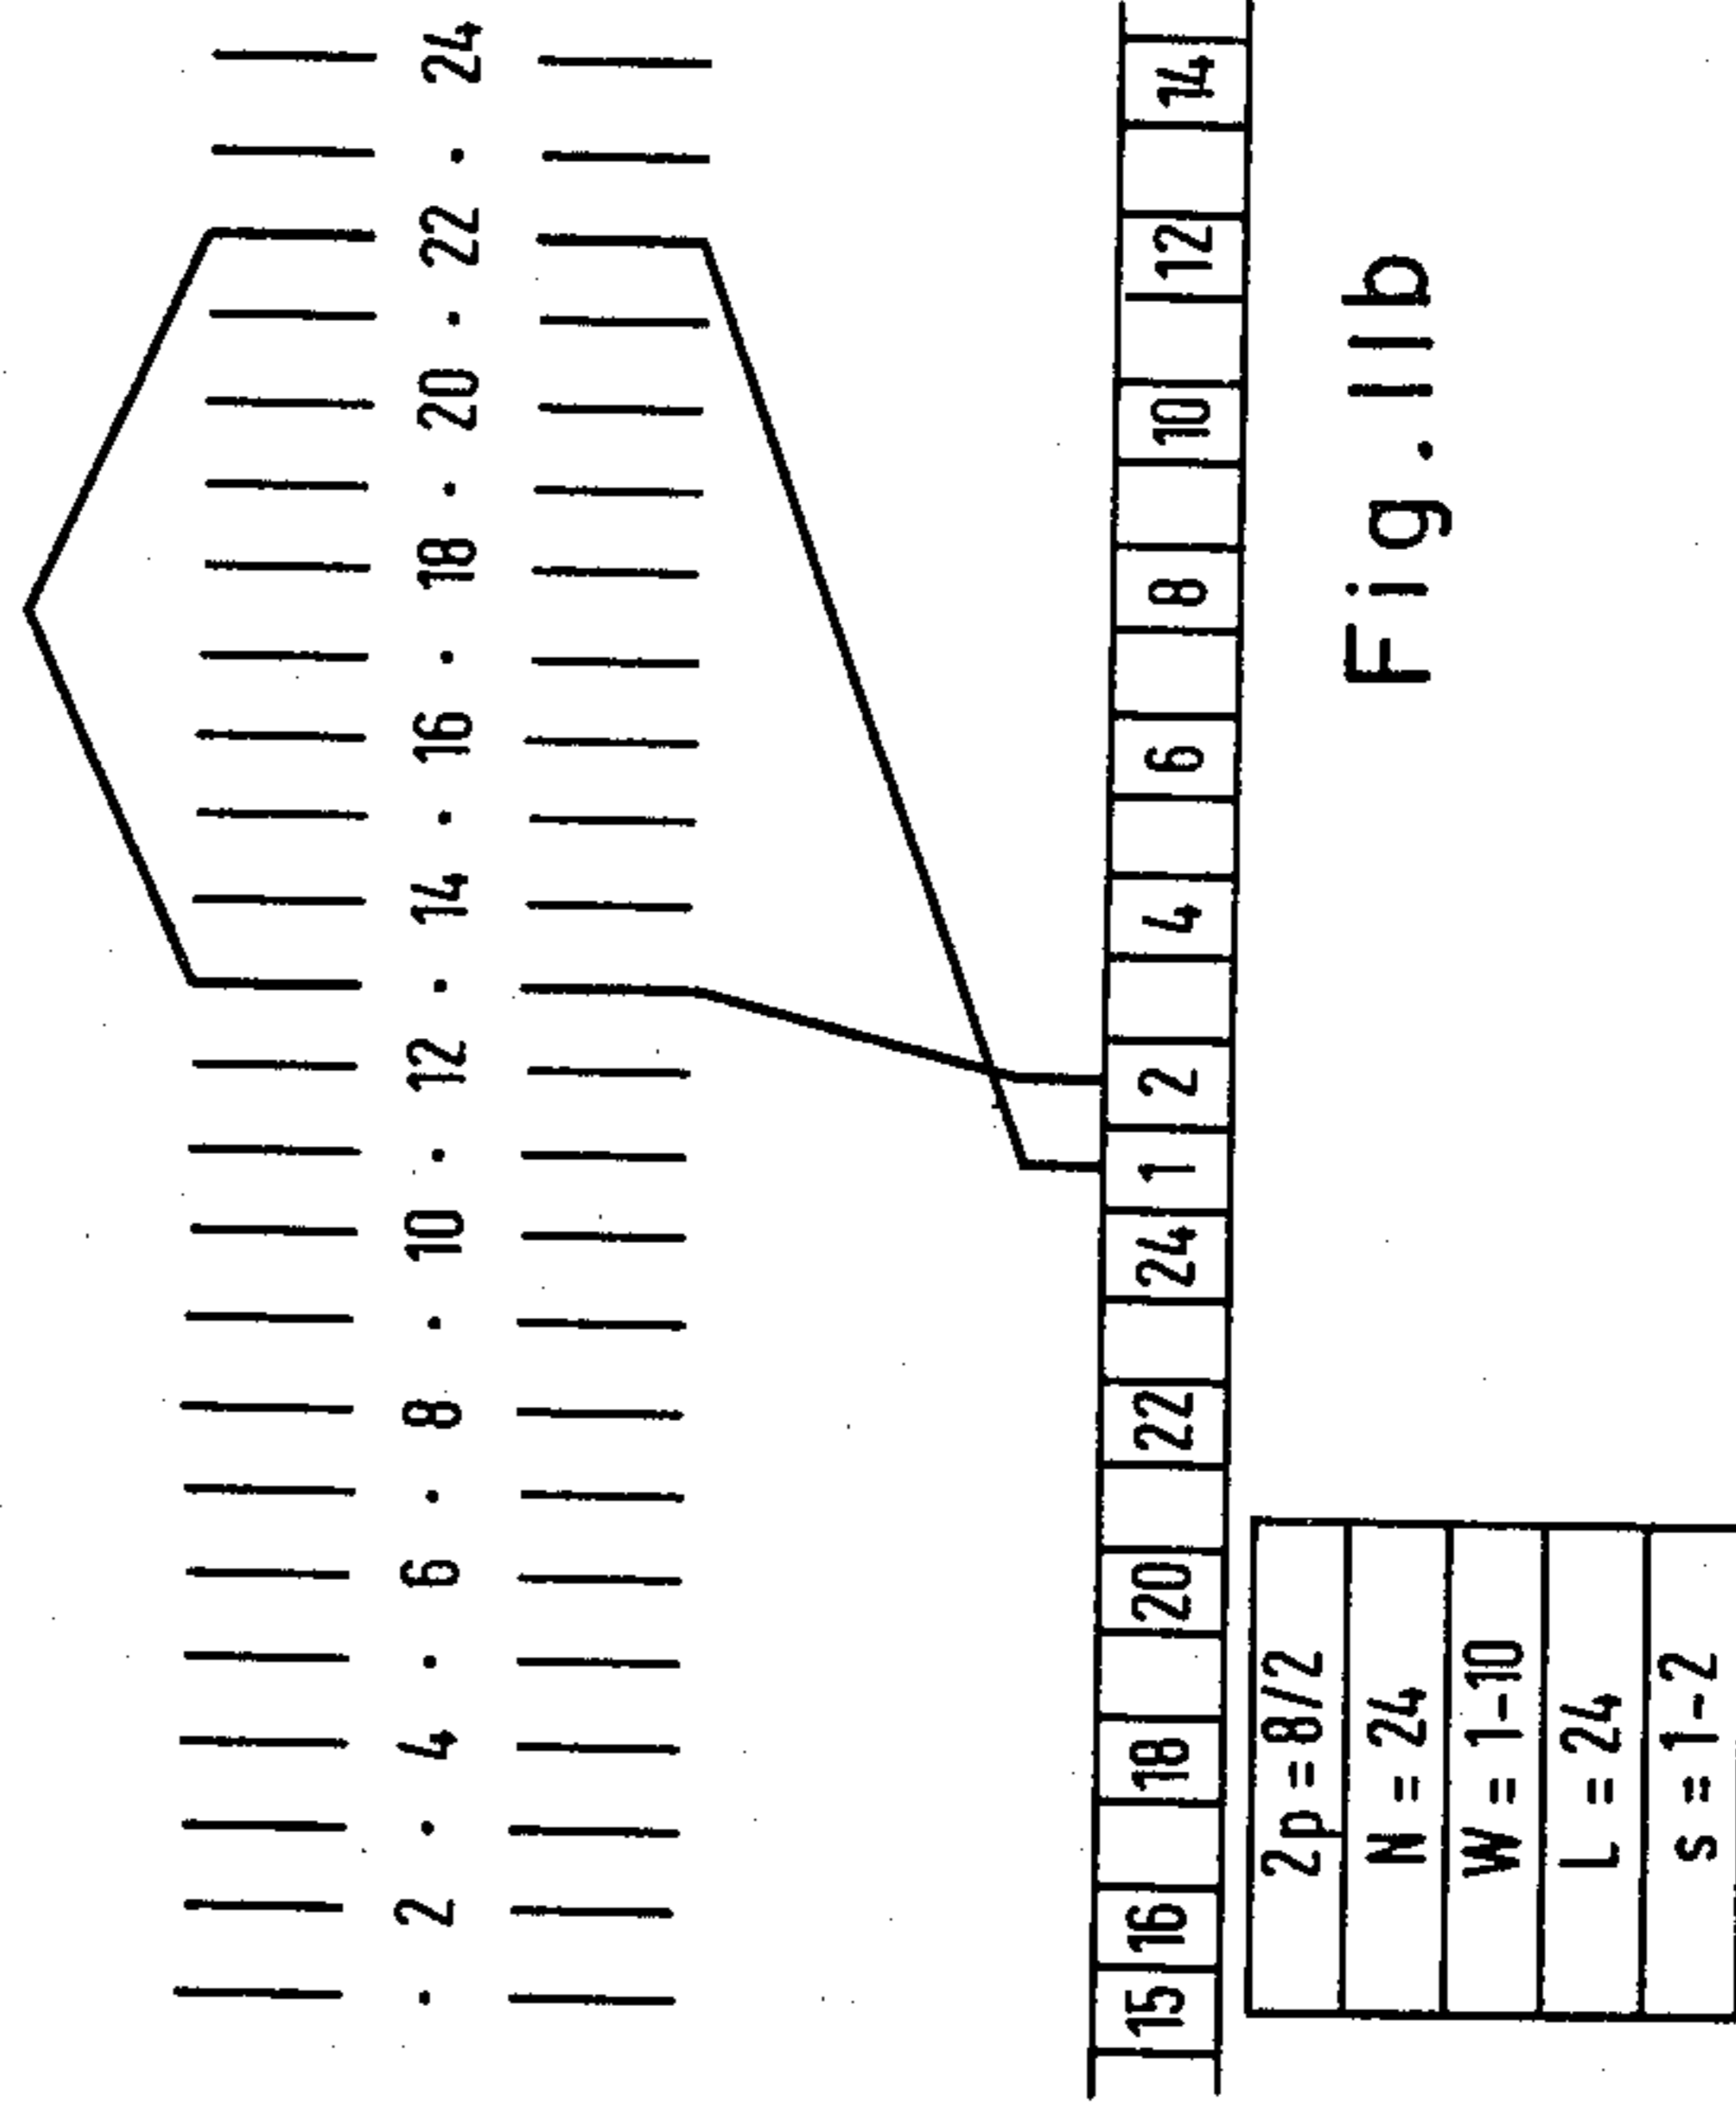 . 2 . 4 . 6 . 8 . 10 . 12 . 14 . 16 . 18 . 20 . 22 . 24
15 16 18 20 22 24 1 2 4 6 8 10 12 14
2p = 8//2
N = 24
W = 1-10
L = 24
s = 1-2
Fig. 11b